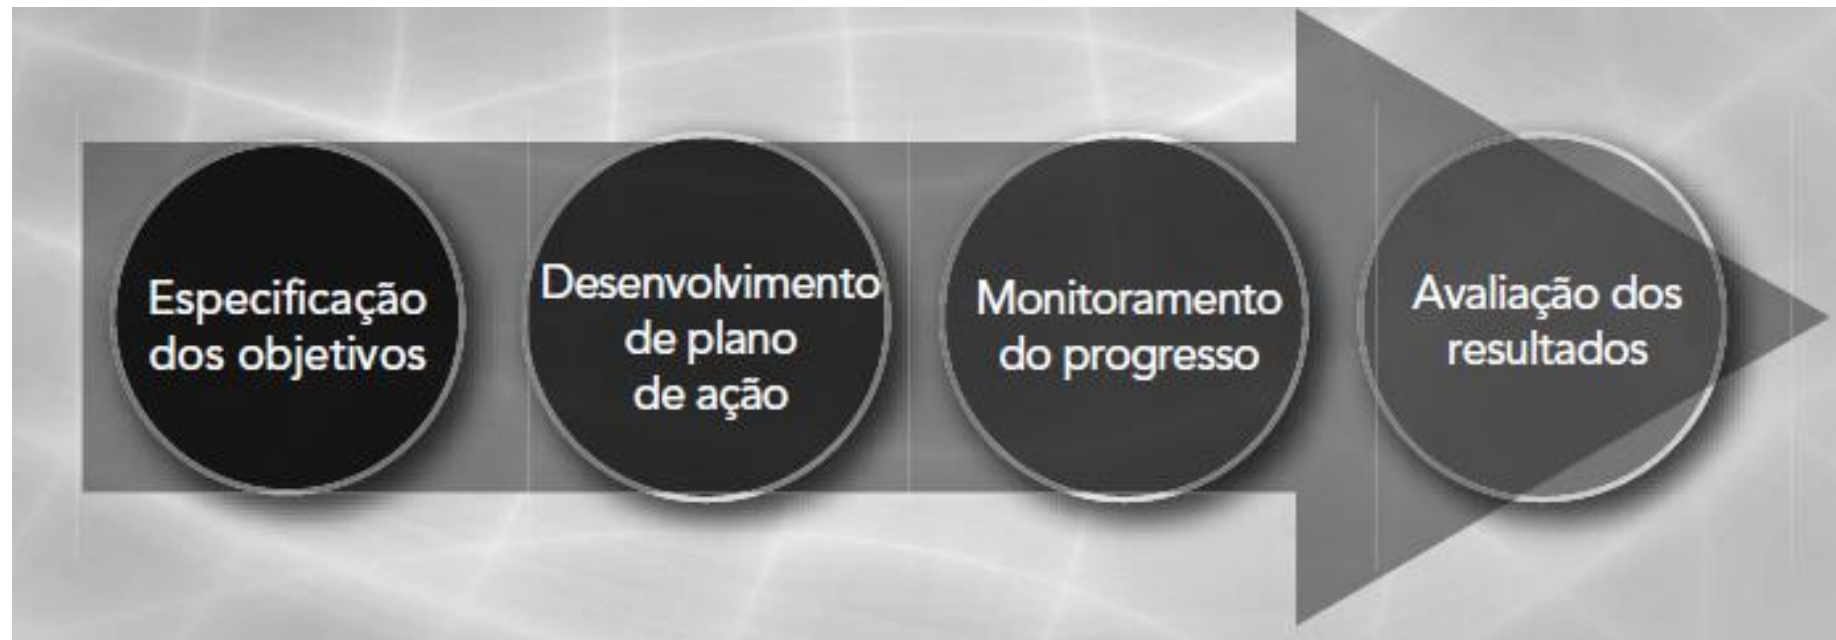 Especificação
dos objetivos
Desenvolvimento
de plano
de ação
Monitoramento
do progresso
Avaliação dos
resultados